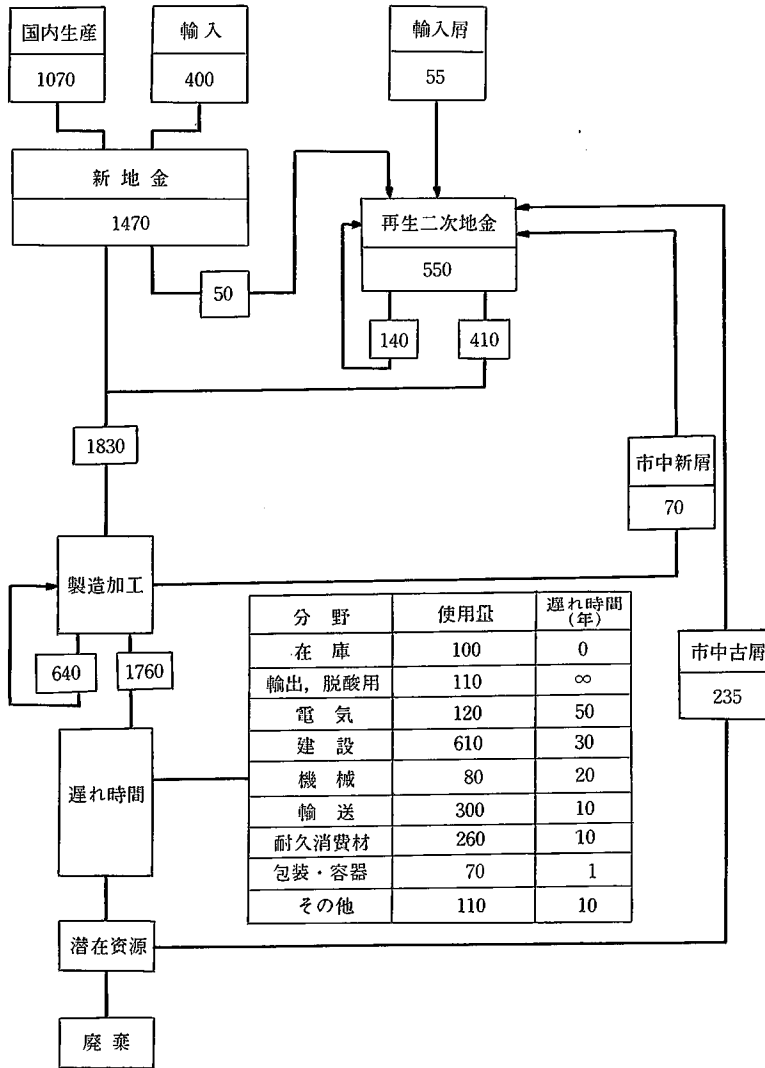 国内生産
1070
輸入
400
輸入屑
55
新地金
1470
再生二次地金
550
50
140
410
1830
市中新屑
70
製造加工
640
1760
市中古屑
235
遅れ時間
分野 使用量 遅れ時間
(年)
在庫 100 0
輸出，脱酸用 110 ∞
電気 120 50
建設 610 30
機械 80 20
輸送 300 10
耐久消費材 260 10
包装・容器 70 1
その他 110 10
潜在資源
廃棄